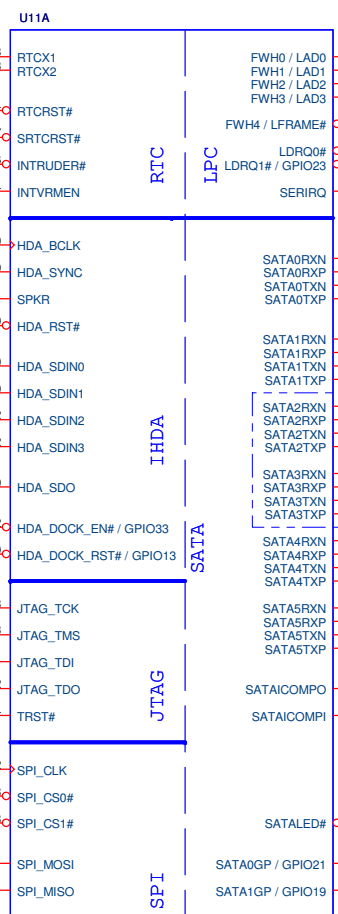 U11A
RTCX1
RTCX2
RTCRST#
SRTCRST#
INTRUDER#
INTVRMEN
RTC
LPC
FWH0 / LAD0
FWH1 / LAD1
FWH2 / LAD2
FWH3 / LAD3
FWH4 / LFRAME#
LDRQ0#
LDRQ1# / GPIO23
SERIRQ
HDA_BCLK
HDA_SYNC
SPKR
HDA_RST#
HDA_SDIN0
HDA_SDIN1
HDA_SDIN2
HDA_SDIN3
HDA_SDO
HDA_DOCK_EN# / GPIO33
HDA_DOCK_RST# / GPIO13
IHDA
SATA
SATA0RXN
SATA0RXP
SATA0TXN
SATA0TXP
SATA1RXN
SATA1RXP
SATA1TXN
SATA1TXP
SATA2RXN
SATA2RXP
SATA2TXN
SATA2TXP
SATA3RXN
SATA3RXP
SATA3TXN
SATA3TXP
SATA4RXN
SATA4RXP
SATA4TXN
SATA4TXP
SATA5RXN
SATA5RXP
SATA5TXN
SATA5TXP
SATAICOMPO
SATAICOMPI
JTAG_TCK
JTAG_TMS
JTAG_TDI
JTAG_TDO
TRST#
JTAG
SPI_CLK
SPI_CS0#
SPI_CS1#
SPI_MOSI
SPI_MISO
SPI
SATALED#
SATA0GP / GPIO21
SATA1GP / GPIO19